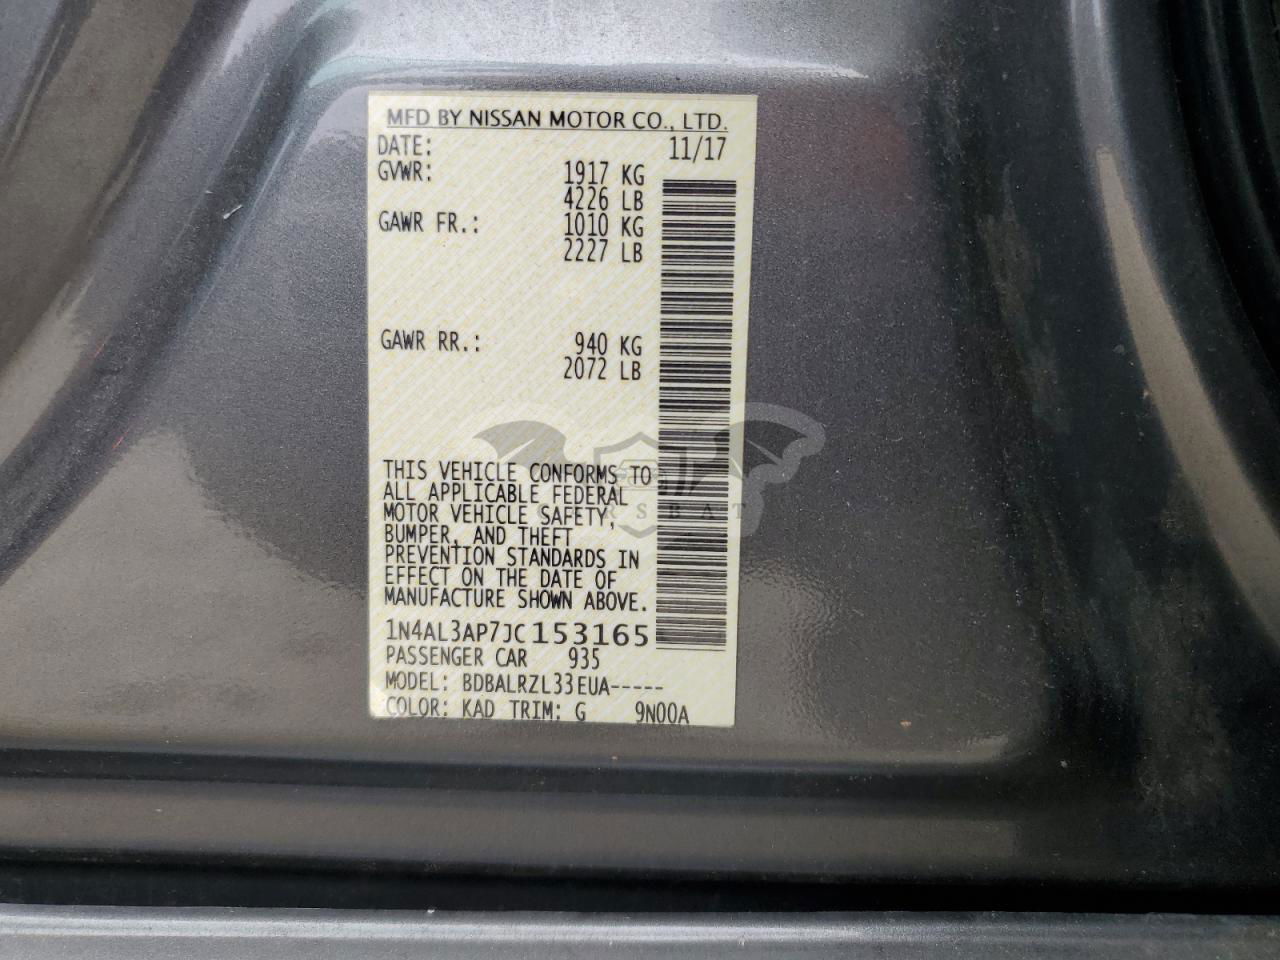 MFD BY NISSAN MOTOR CO., LTD.
DATE: 11/17
GVWR: 1917 KG
4226 LB
GAWR FR.: 1010 KG
2227 LB
GAWR RR.: 940 KG
2072 LB
THIS VEHICLE CONFORMS TO
ALL APPLICABLE FEDERAL
MOTOR VEHICLE SAFETY,
BUMPER, AND THEFT
PREVENTION STANDARDS IN
EFFECT ON THE DATE OF
MANUFACTURE SHOWN ABOVE.
1N4AL3AP7JC153165
PASSENGER CAR 935
MODEL: BDBALRZL33EUA-----
COLOR: KAD TRIM: G 9N00A